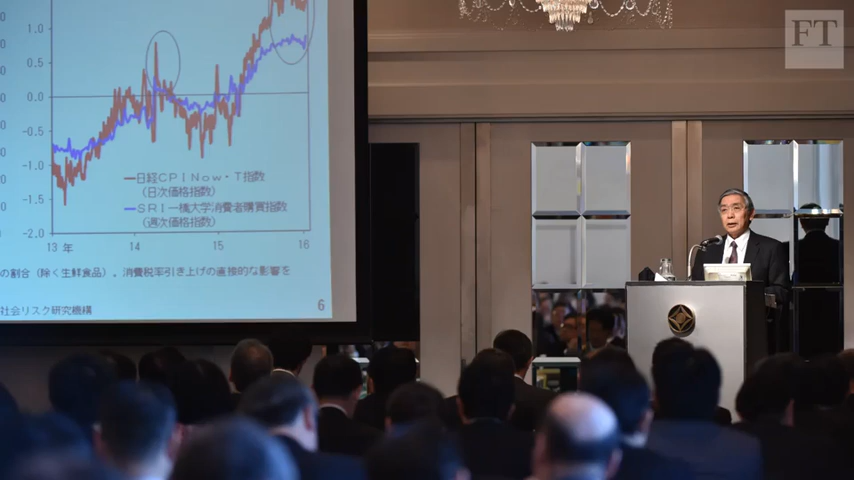 FT
1.0
0.5
0.0
-0.5
-1.0
-1.5
-2.0
日経CPINow・T指数
(日次価格指数)
SRI一橋大学消費者購買指数
(週次価格指数)
13 年
14
15
16
の割合(除く生鮮食品)。消費税率引き上げの直接的な影響を
社会リスク研究機構
6